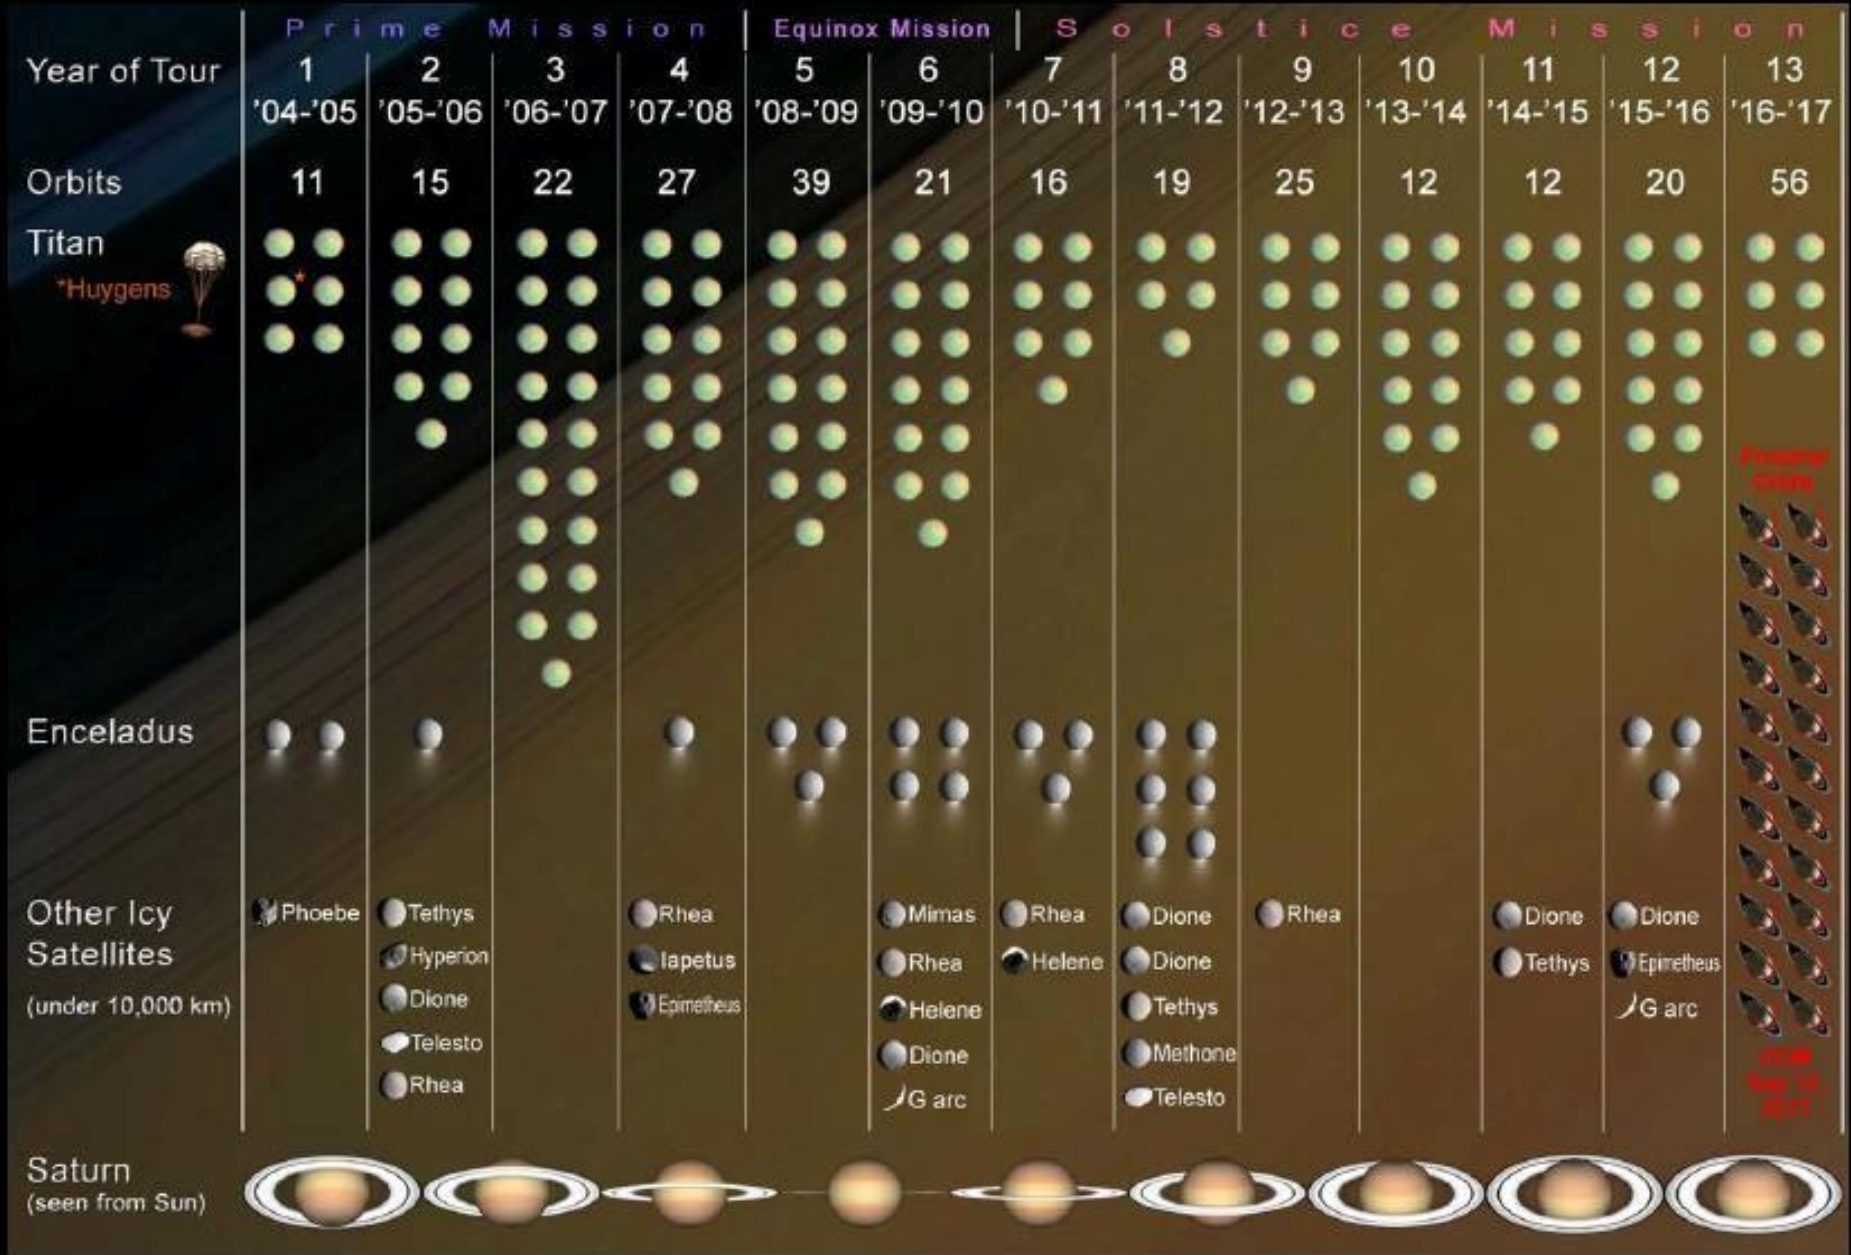 Prime Mission Equinox Mission Solstice Mission
Year of Tour 1 2 3 4 5 6 7 8 9 10 11 12 13
'04-'05 '05-'06 '06-'07 '07-'08 '08-'09 '09-'10 '10-'11 '11-'12 '12-'13 '13-'14 '14-'15 '15-'16 '16-'17
Orbits 11 15 22 27 39 21 16 19 25 12 12 20 56
Titan
*Huygens *
Enceladus
Other Icy Phoebe Tethys Rhea Mimas Rhea Dione Rhea Dione Dione
Satellites Hyperion Iapetus Rhea Helene Dione Tethys Epimetheus
(under 10,000 km) Dione Epimetheus Helene Tethys G arc
Telesto Dione Methone
Rhea G arc Telesto
Saturn
(seen from Sun)